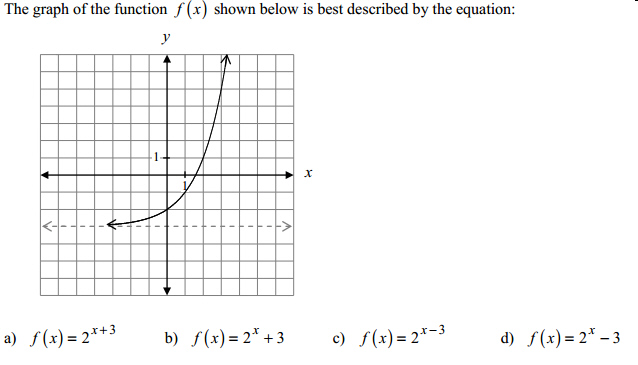 The graph of the function f(x) shown below is best described by the equation:
y
1
x
1
a) f(x) = 2^{x+3} b) f(x) = 2^x + 3 c) f(x) = 2^{x−3} d) f(x) = 2^x − 3